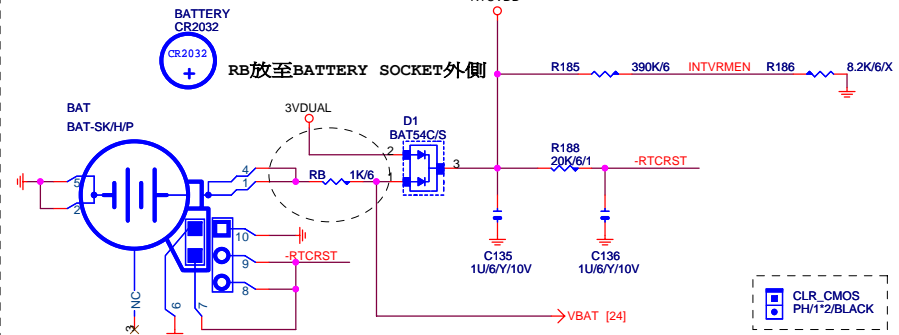 BATTERY
CR2032
CR2032
+
RB放至BATTERY SOCKET外側
R185
390K/6
INTVRMEN
R186
8.2K/6/X
BAT
BAT-SK/H/P
3VDUAL
D1
BAT54C/S
2
3
1
R188
20K/6/1
-RTCRST
4
1
RB
1K/6
5
2
10
-RTCRST
9
8
C135
1U/6/Y/10V
C136
1U/6/Y/10V
NC
3
6
7
VBAT [24]
CLR_CMOS
PH/1*2/BLACK